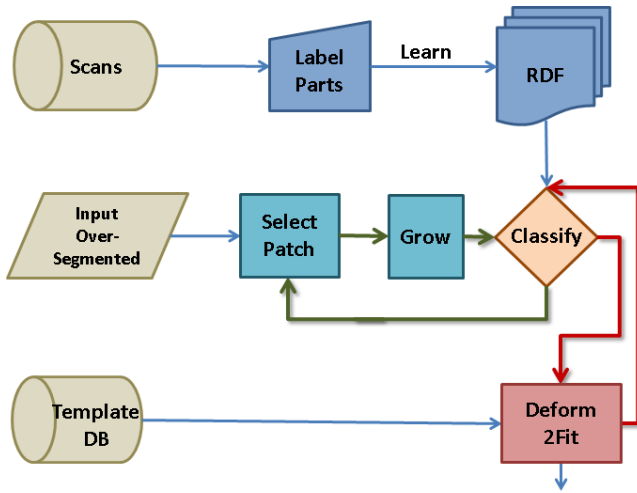 Scans
Label
Parts
Learn
RDF
Input
Over-
Segmented
Select
Patch
Grow
Classify
Template
DB
Deform
2Fit